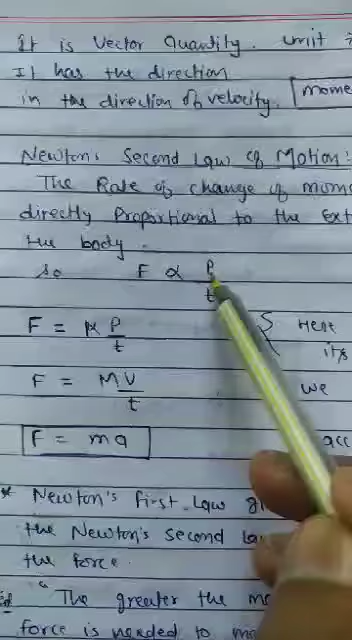 It is Vector Quantity. unit
It has the direction
in the direction of velocity. [mome
Newton's Second Law of Motion:
The Rate of change of mom
directly Proportional to the Ext
the body.
so F ∝ P/t
F = K P/t { Here
it's
F = MV/t we
F = ma acc
* Newton's First Law
the Newton's Second La
the force.
" The greater the m
force is needed to